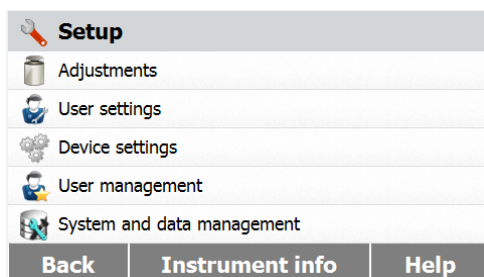 Setup
Adjustments
User settings
Device settings
User management
System and data management
Back Instrument info Help